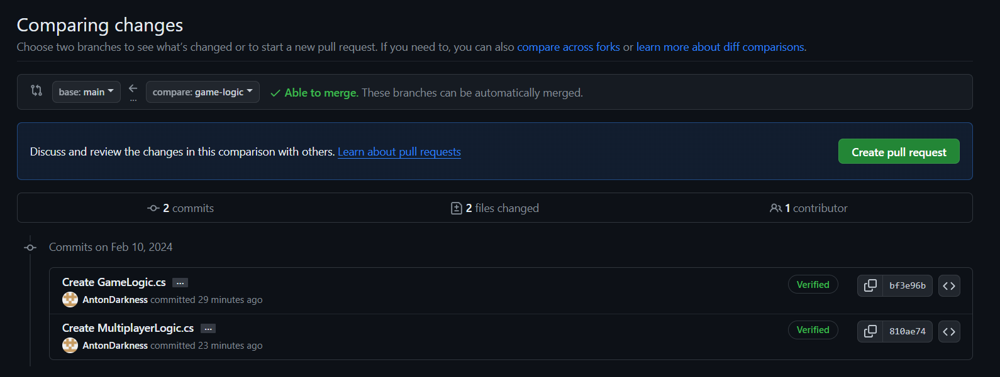 Comparing changes
Choose two branches to see what's changed or to start a new pull request. If you need to, you can also compare across forks or learn more about diff comparisons.
base: main compare: game-logic Able to merge. These branches can be automatically merged.
Discuss and review the changes in this comparison with others. Learn about pull requests Create pull request
2 commits 2 files changed 1 contributor
Commits on Feb 10, 2024
Create GameLogic.cs ... Verified bf3e96b
AntonDarkness committed 29 minutes ago
Create MultiplayerLogic.cs ... Verified 810ae74
AntonDarkness committed 23 minutes ago